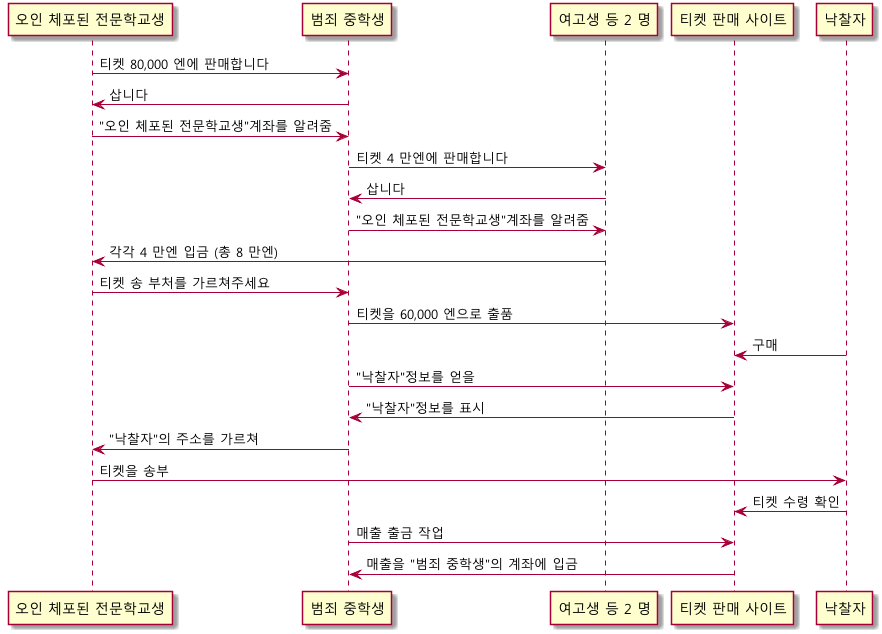 오인 체포된 전문학교생 범죄 중학생 여고생 등 2 명 티켓 판매 사이트 낙찰자
티켓 80,000 엔에 판매합니다
삽니다
"오인 체포된 전문학교생"계좌를 알려줌
티켓 4 만엔에 판매합니다
삽니다
"오인 체포된 전문학교생"계좌를 알려줌
각각 4 만엔 입금 (총 8 만엔)
티켓 송 부처를 가르쳐주세요
티켓을 60,000 엔으로 출품
구매
"낙찰자"정보를 얻을
"낙찰자"정보를 표시
"낙찰자"의 주소를 가르쳐
티켓을 송부
티켓 수령 확인
매출 출금 작업
매출을 "범죄 중학생"의 계좌에 입금
오인 체포된 전문학교생 범죄 중학생 여고생 등 2 명 티켓 판매 사이트 낙찰자